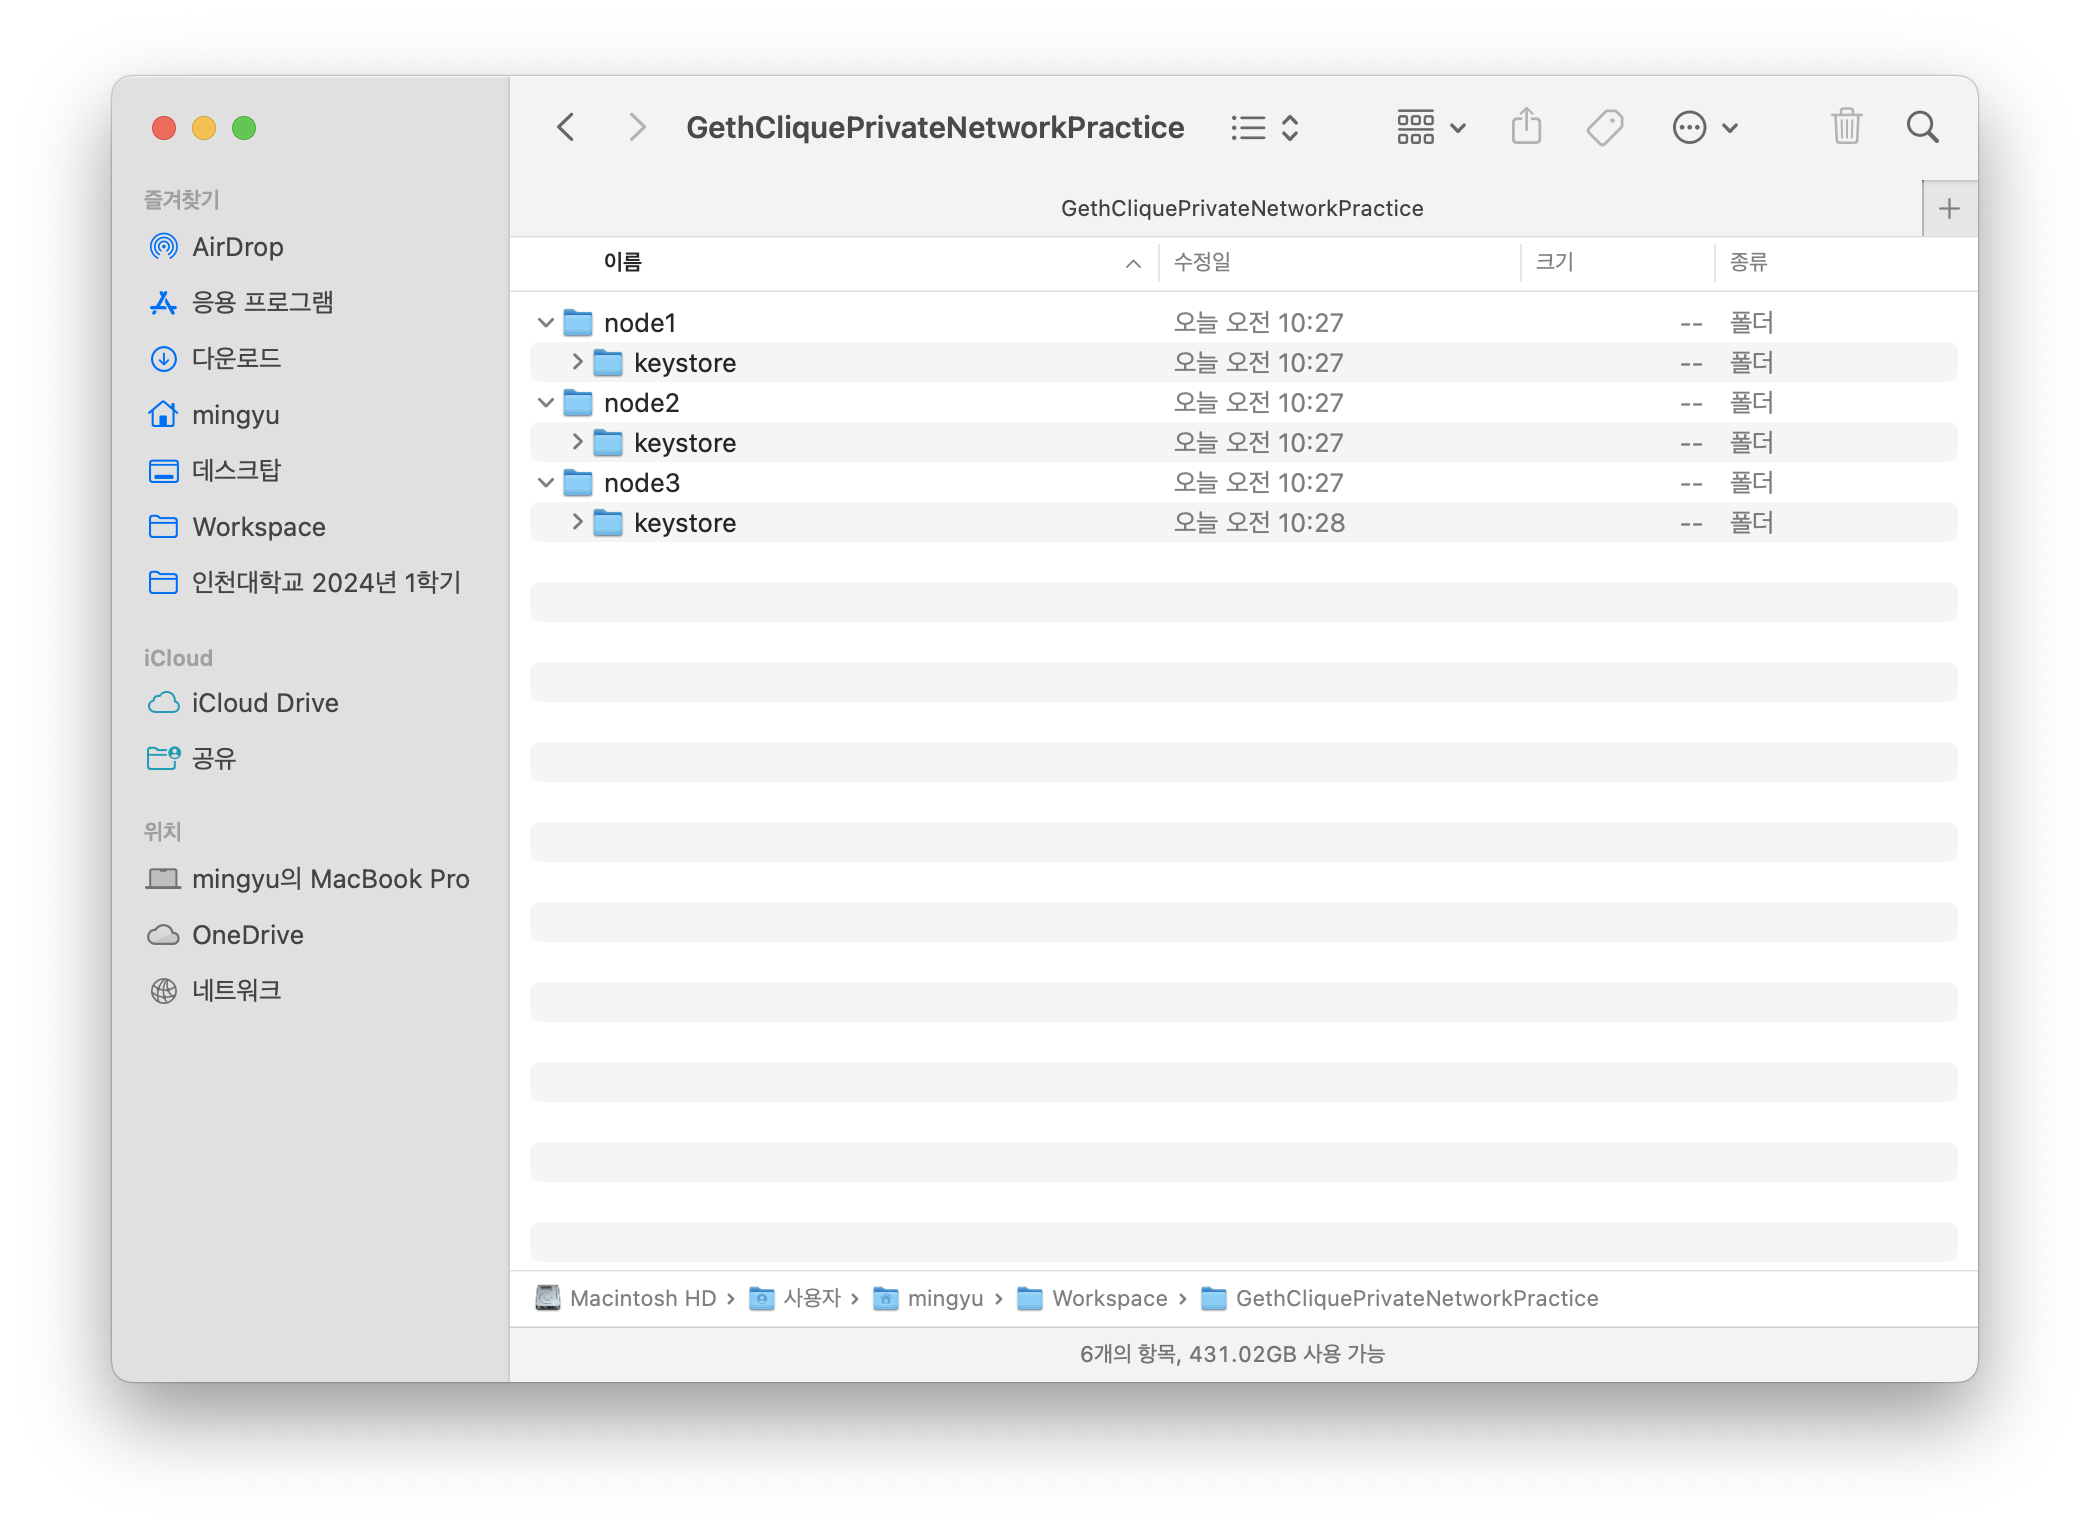 GethCliquePrivateNetworkPractice
즐겨찾기
AirDrop
응용 프로그램
다운로드
mingyu
데스크탑
Workspace
인천대학교 2024년 1학기
iCloud
iCloud Drive
공유
위치
mingyu의 MacBook Pro
OneDrive
네트워크
GethCliquePrivateNetworkPractice
이름 수정일 크기 종류
node1 오늘 오전 10:27 -- 폴더
keystore 오늘 오전 10:27 -- 폴더
node2 오늘 오전 10:27 -- 폴더
keystore 오늘 오전 10:27 -- 폴더
node3 오늘 오전 10:27 -- 폴더
keystore 오늘 오전 10:28 -- 폴더
Macintosh HD › 사용자 › mingyu › Workspace › GethCliquePrivateNetworkPractice
6개의 항목, 431.02GB 사용 가능